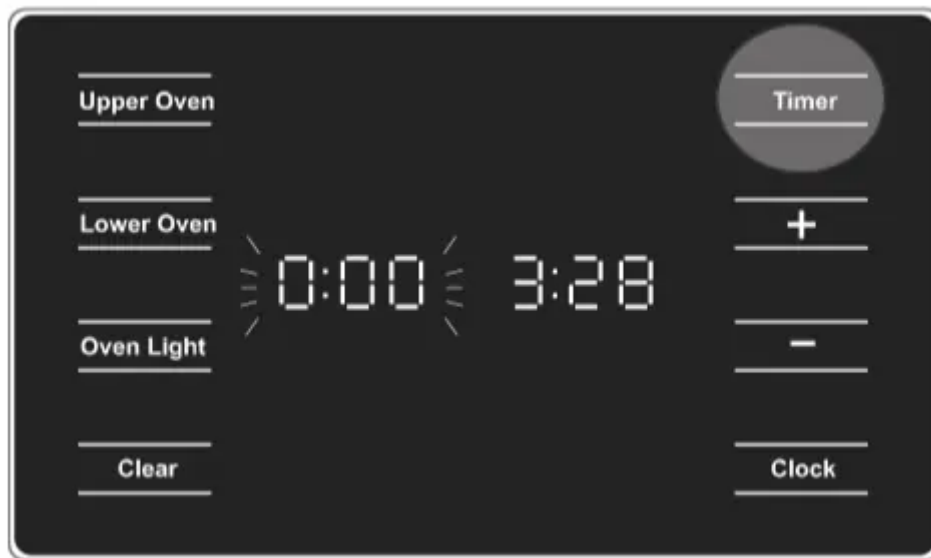 Upper Oven
Timer
Lower Oven
+
0:00 3:28
Oven Light
-
Clear
Clock